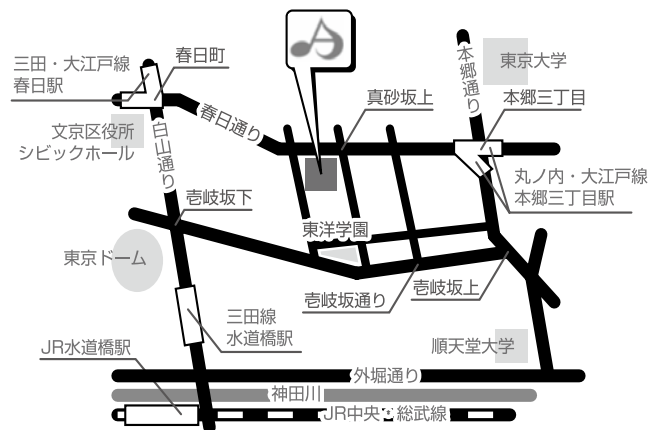 三田・大江戸線
春日駅
春日町
文京区役所
シビックホール
白山通り
春日通り
真砂坂上
本郷通り
東京大学
本郷三丁目
丸ノ内・大江戸線
本郷三丁目駅
壱岐坂下
東洋学園
東京ドーム
壱岐坂通り
壱岐坂上
三田線
水道橋駅
JR水道橋駅
順天堂大学
外堀通り
神田川
JR中央・総武線